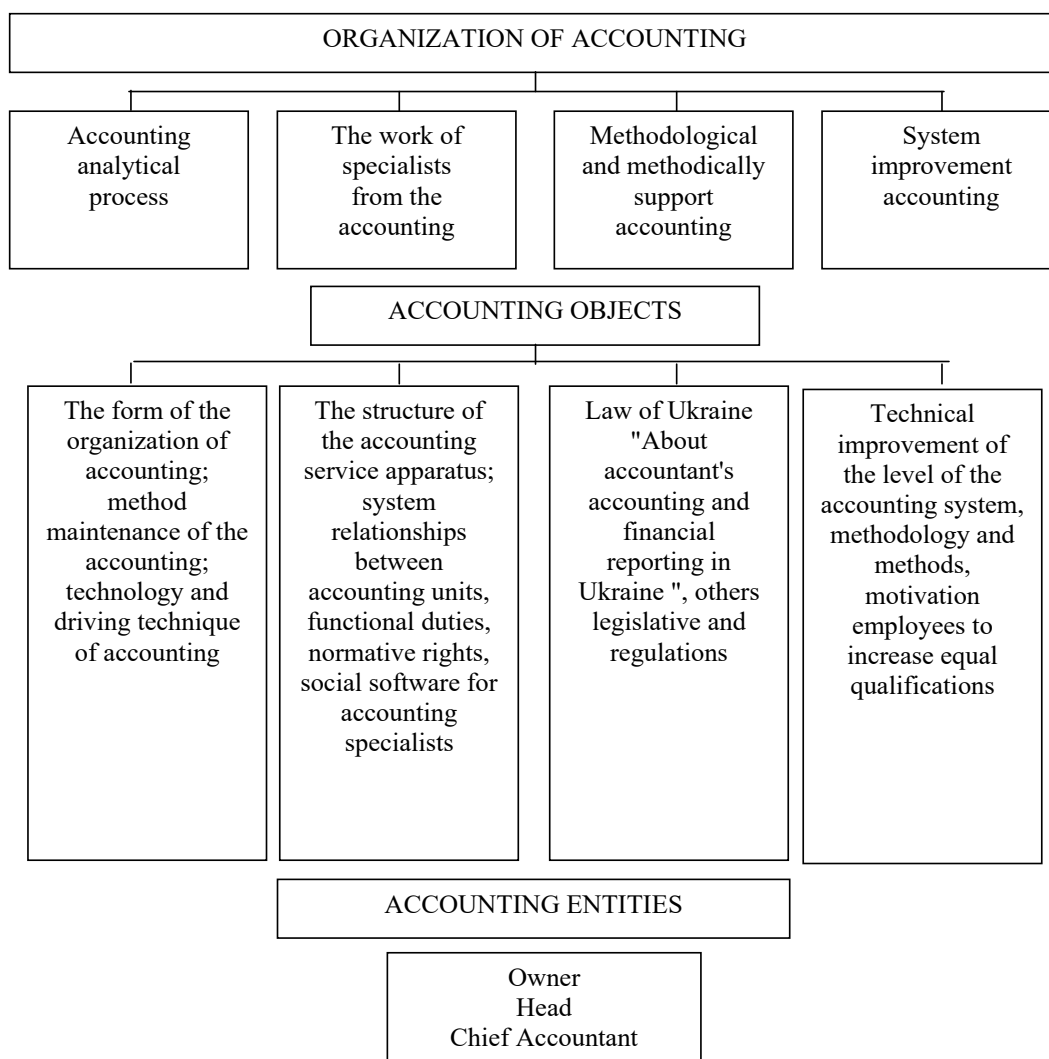 ORGANIZATION OF ACCOUNTING
Accounting
analytical
process
The work of
specialists
from the
accounting
Methodological
and methodically
support
accounting
System
improvement
accounting
ACCOUNTING OBJECTS
The form of the
organization of
accounting;
method
maintenance of the
accounting;
technology and
driving technique
of accounting
The structure of
the accounting
service apparatus;
system
relationships
between
accounting units,
functional duties,
normative rights,
social software for
accounting
specialists
Law of Ukraine
"About
accountant's
accounting and
financial
reporting in
Ukraine ", others
legislative and
regulations
Technical
improvement of
the level of the
accounting system,
methodology and
methods,
motivation
employees to
increase equal
qualifications
ACCOUNTING ENTITIES
Owner
Head
Chief Accountant